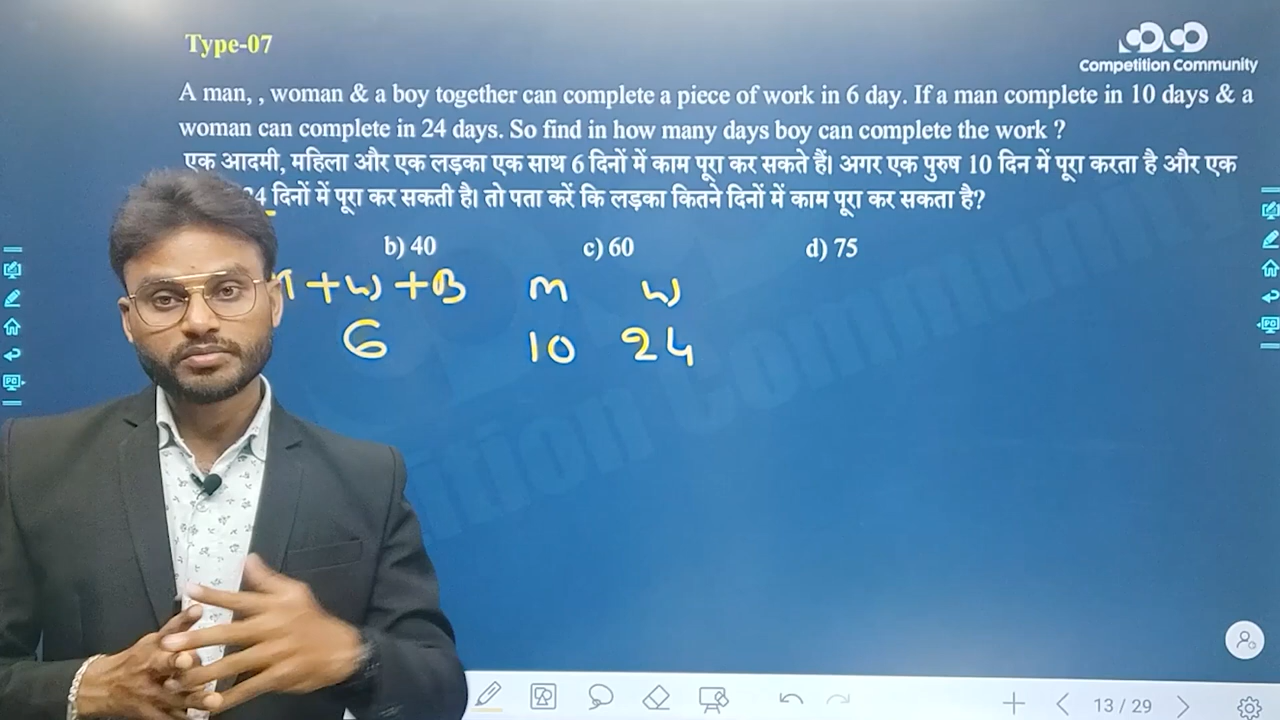 Type-07
Competition Community
A man, , woman & a boy together can complete a piece of work in 6 day. If a man complete in 10 days & a
woman can complete in 24 days. So find in how many days boy can complete the work ?
एक आदमी, महिला और एक लड़का एक साथ 6 दिनों में काम पूरा कर सकते हैं। अगर एक पुरुष 10 दिन में पूरा करता है और एक
24 दिनों में पूरा कर सकती है। तो पता करें कि लड़का कितने दिनों में काम पूरा कर सकता है?
b) 40 c) 60 d) 75
+W+B m W
6 10 24
13 / 29